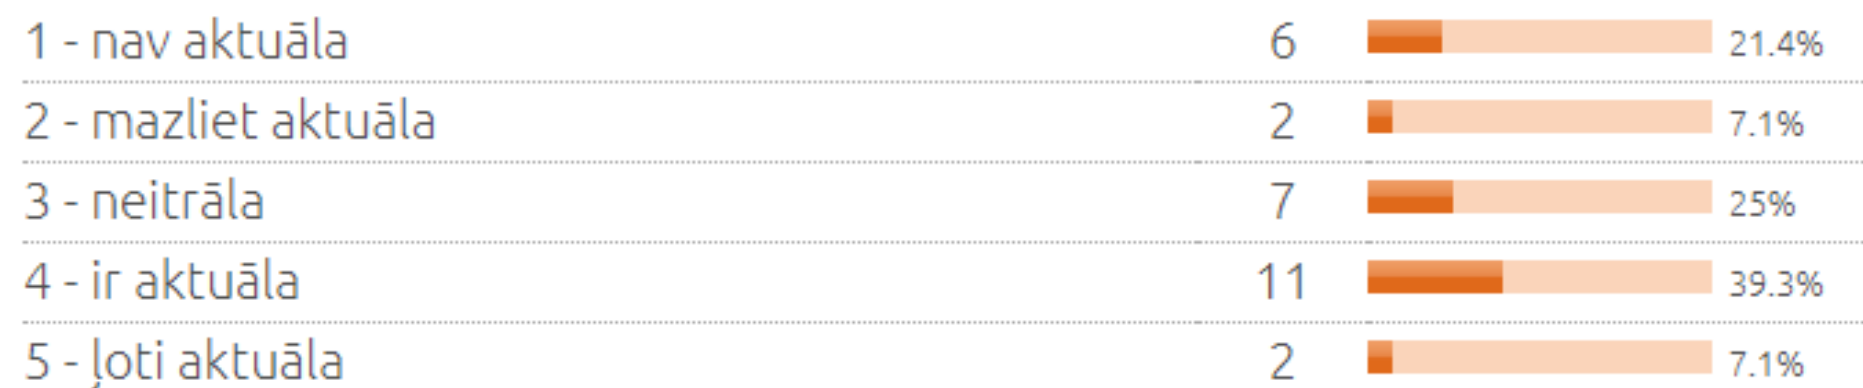 1 - nav aktuāla 6 21.4%
2 - mazliet aktuāla 2 7.1%
3 - neitrāla 7 25%
4 - ir aktuāla 11 39.3%
5 - ļoti aktuāla 2 7.1%